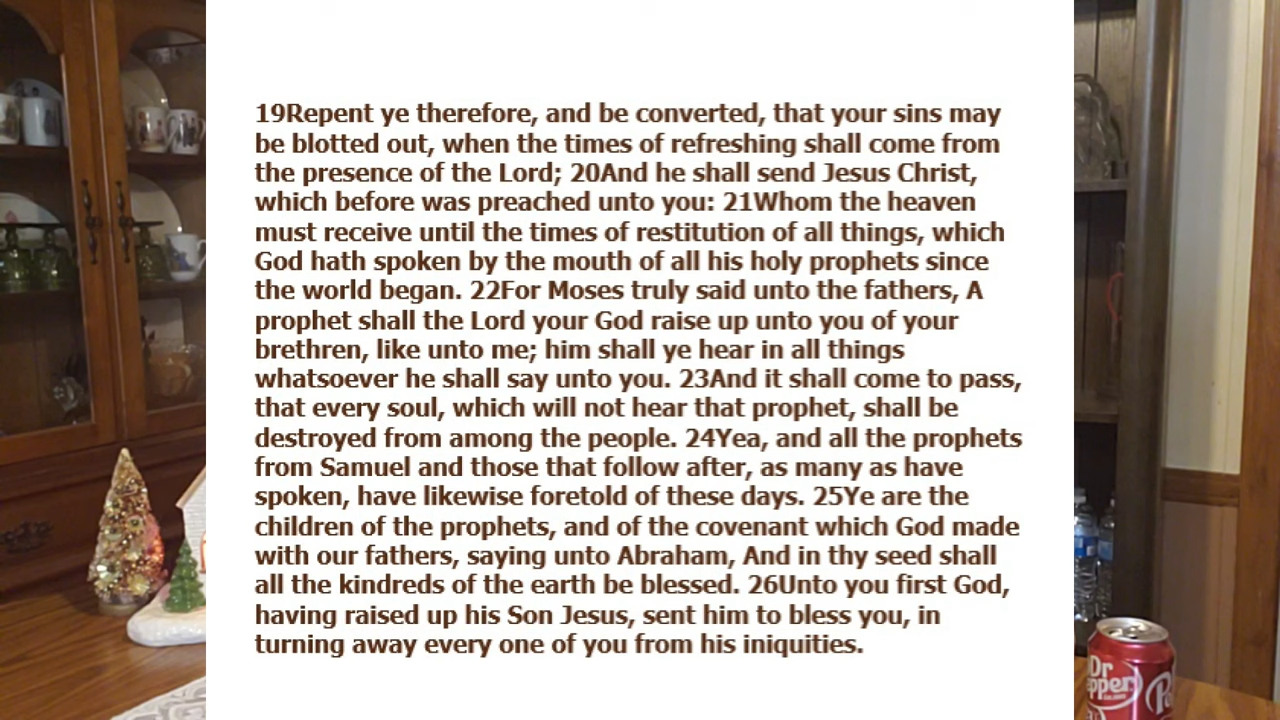 19Repent ye therefore, and be converted, that your sins may
be blotted out, when the times of refreshing shall come from
the presence of the Lord; 20And he shall send Jesus Christ,
which before was preached unto you: 21Whom the heaven
must receive until the times of restitution of all things, which
God hath spoken by the mouth of all his holy prophets since
the world began. 22For Moses truly said unto the fathers, A
prophet shall the Lord your God raise up unto you of your
brethren, like unto me; him shall ye hear in all things
whatsoever he shall say unto you. 23And it shall come to pass,
that every soul, which will not hear that prophet, shall be
destroyed from among the people. 24Yea, and all the prophets
from Samuel and those that follow after, as many as have
spoken, have likewise foretold of these days. 25Ye are the
children of the prophets, and of the covenant which God made
with our fathers, saying unto Abraham, And in thy seed shall
all the kindreds of the earth be blessed. 26Unto you first God,
having raised up his Son Jesus, sent him to bless you, in
turning away every one of you from his iniquities.
Dr
epper